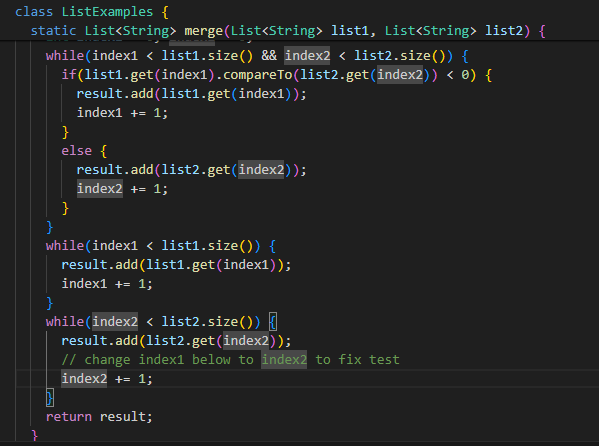 class ListExamples {
static List<String> merge(List<String> list1, List<String> list2) {
while(index1 < list1.size() && index2 < list2.size()) {
if(list1.get(index1).compareTo(list2.get(index2)) < 0) {
result.add(list1.get(index1));
index1 += 1;
}
else {
result.add(list2.get(index2));
index2 += 1;
}
}
while(index1 < list1.size()) {
result.add(list1.get(index1));
index1 += 1;
}
while(index2 < list2.size()) {
result.add(list2.get(index2));
// change index1 below to index2 to fix test
index2 += 1;
}
return result;
}